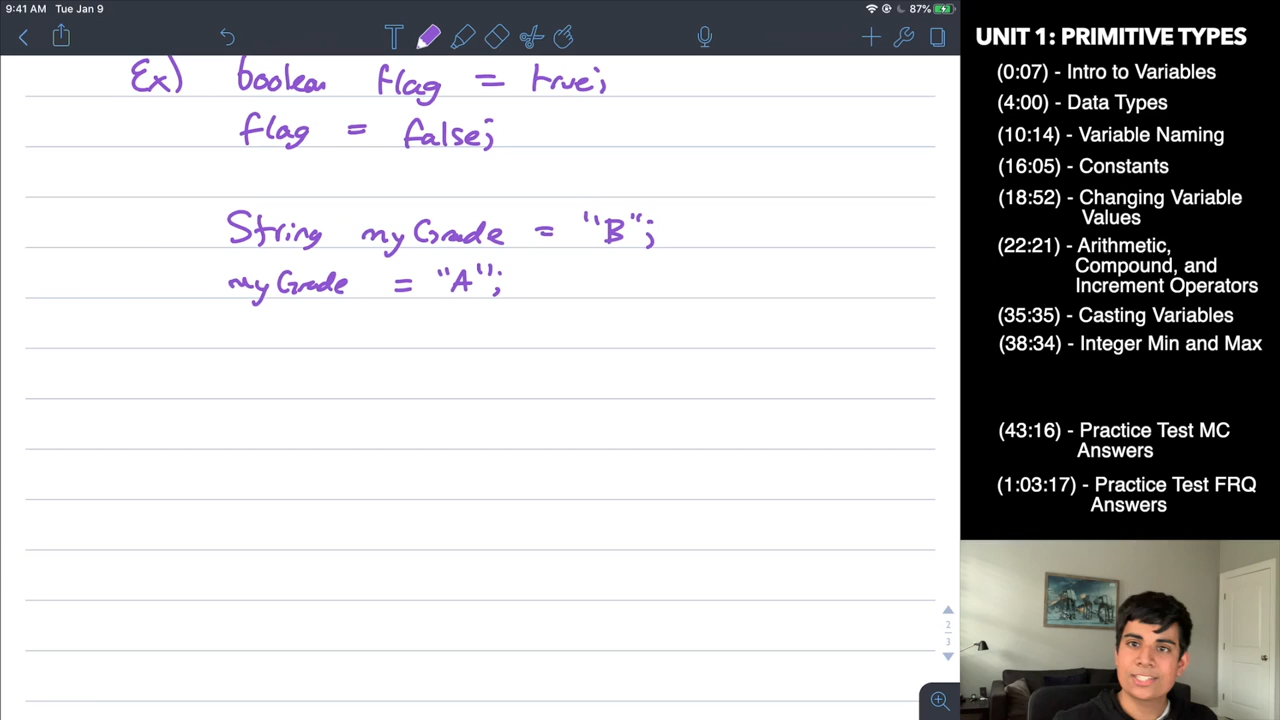 9:41 AM Tue Jan 9
87%
Ex) boolean flag = true;
flag = false;
String myGrade = "B";
myGrade = "A";
2
3
UNIT 1: PRIMITIVE TYPES
(0:07) - Intro to Variables
(4:00) - Data Types
(10:14) - Variable Naming
(16:05) - Constants
(18:52) - Changing Variable
Values
(22:21) - Arithmetic,
Compound, and
Increment Operators
(35:35) - Casting Variables
(38:34) - Integer Min and Max
(43:16) - Practice Test MC
Answers
(1:03:17) - Practice Test FRQ
Answers